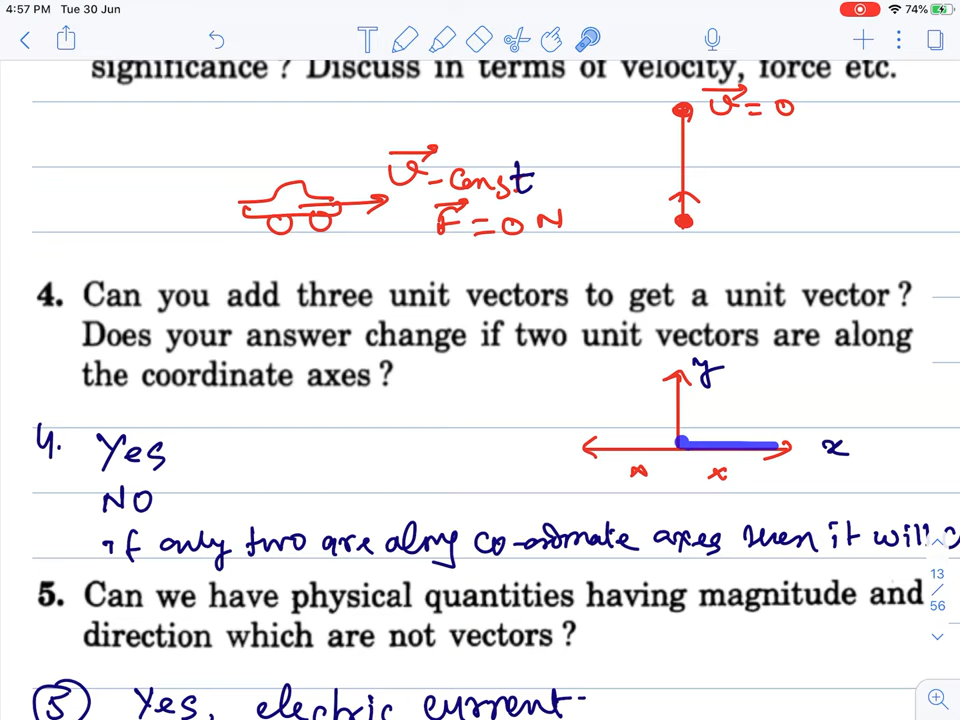 4:57 PM Tue 30 Jun
74%
significance ? Discuss in terms of velocity, force etc.
v = 0
v - const
F = 0 N
4. Can you add three unit vectors to get a unit vector ?
Does your answer change if two unit vectors are along
the coordinate axes ?
y
4. Yes
x
x
NO
if only two are along co-ordinate axes then it will
13
/
56
5. Can we have physical quantities having magnitude and
direction which are not vectors ?
5 Yes, electric current